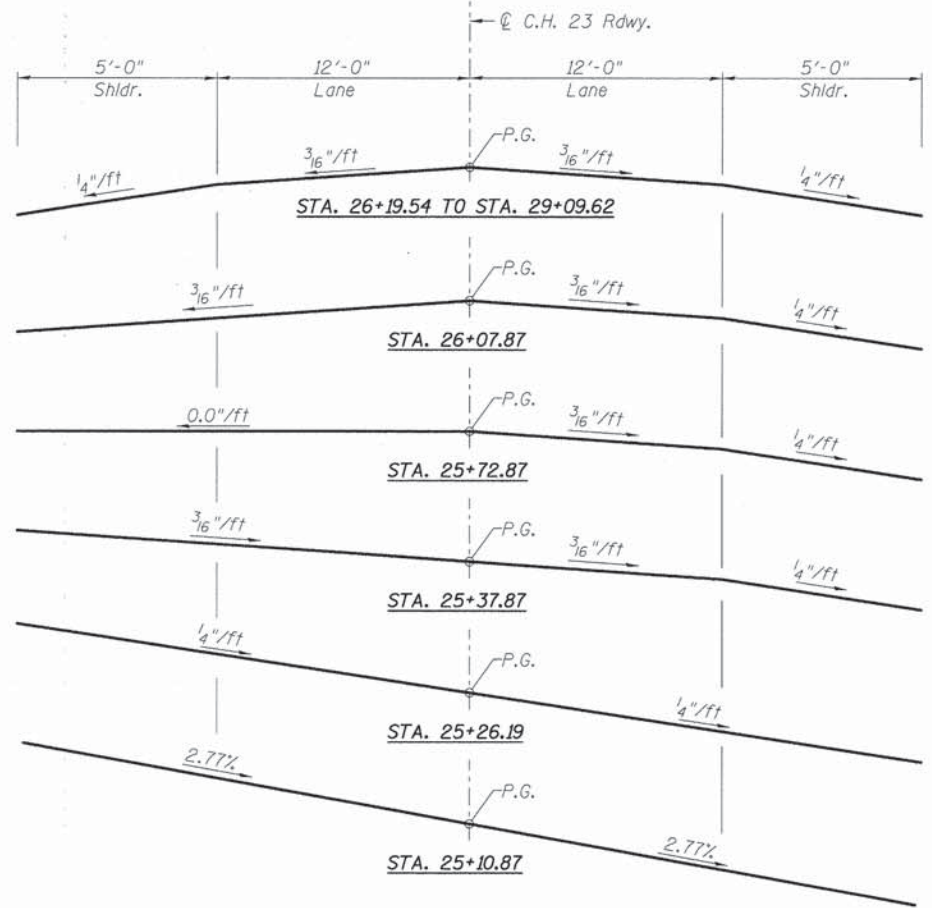 ℄ C.H. 23 Rdwy.
5'-0" 12'-0" 12'-0" 5'-0"
Shldr. Lane Lane Shldr.
P.G.
1/4"/ft 3/16"/ft 3/16"/ft 1/4"/ft
STA. 26+19.54 TO STA. 29+09.62
P.G.
3/16"/ft 3/16"/ft 1/4"/ft
STA. 26+07.87
P.G.
0.0"/ft 3/16"/ft 1/4"/ft
STA. 25+72.87
P.G.
3/16"/ft 3/16"/ft 1/4"/ft
STA. 25+37.87
P.G.
1/4"/ft 1/4"/ft
STA. 25+26.19
P.G.
2.77% 2.77%
STA. 25+10.87